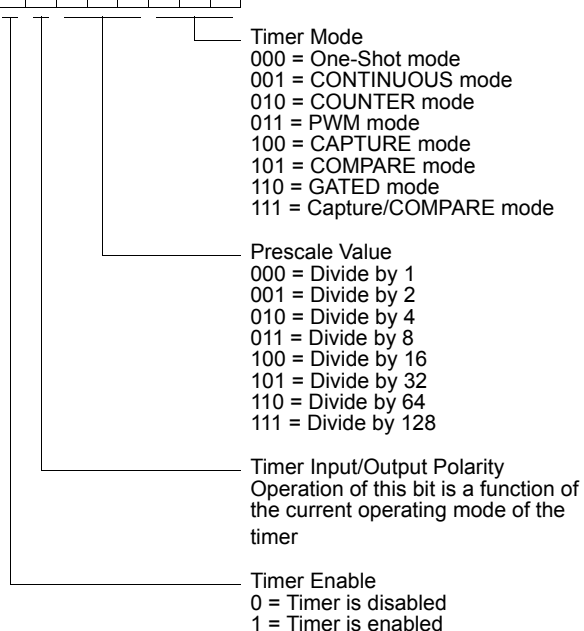 Timer Mode
000 = One-Shot mode
001 = CONTINUOUS mode
010 = COUNTER mode
011 = PWM mode
100 = CAPTURE mode
101 = COMPARE mode
110 = GATED mode
111 = Capture/COMPARE mode
Prescale Value
000 = Divide by 1
001 = Divide by 2
010 = Divide by 4
011 = Divide by 8
100 = Divide by 16
101 = Divide by 32
110 = Divide by 64
111 = Divide by 128
Timer Input/Output Polarity
Operation of this bit is a function of
the current operating mode of the
timer
Timer Enable
0 = Timer is disabled
1 = Timer is enabled